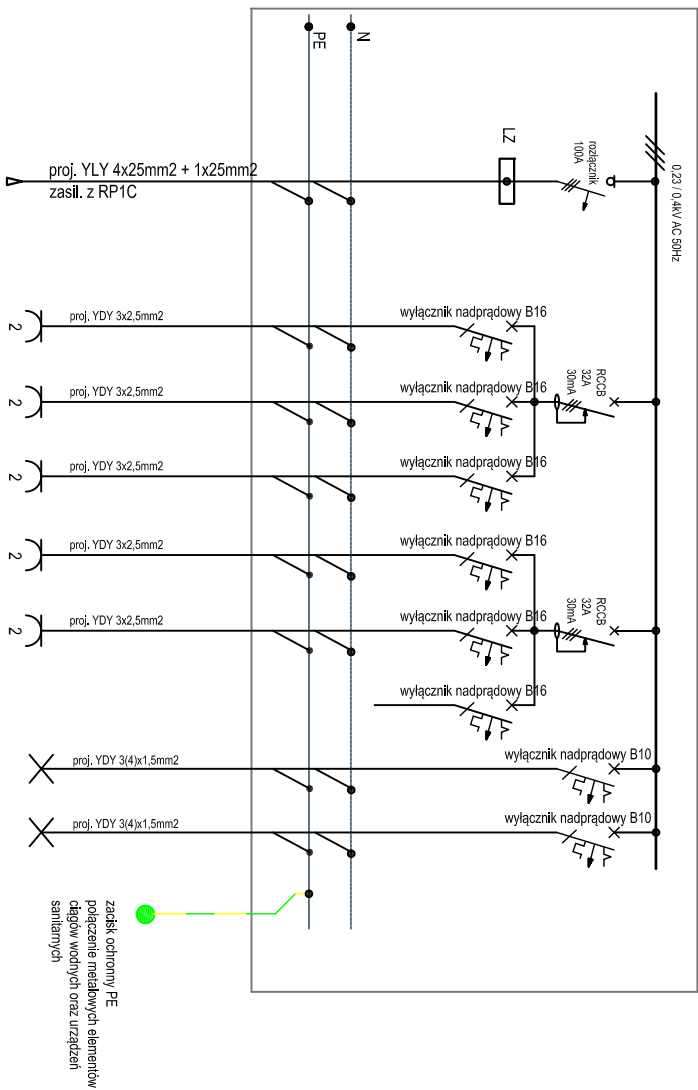 PE
N
0,23 / 0,4kV AC 50Hz
rozłącznik
100A
LZ
proj. YLY 4x25mm2 + 1x25mm2
zasil. z RP1C
wyłącznik nadprądowy B16
proj. YDY 3x2,5mm2
2
RCCB
32A
30mA
wyłącznik nadprądowy B16
proj. YDY 3x2,5mm2
2
wyłącznik nadprądowy B16
proj. YDY 3x2,5mm2
2
wyłącznik nadprądowy B16
proj. YDY 3x2,5mm2
2
RCCB
32A
30mA
wyłącznik nadprądowy B16
proj. YDY 3x2,5mm2
2
wyłącznik nadprądowy B16
wyłącznik nadprądowy B10
proj. YDY 3(4)x1,5mm2
wyłącznik nadprądowy B10
proj. YDY 3(4)x1,5mm2
zacisk ochronny PE
połączenie metalowych elementów
ciągów wodnych oraz urządzeń
sanitarnych